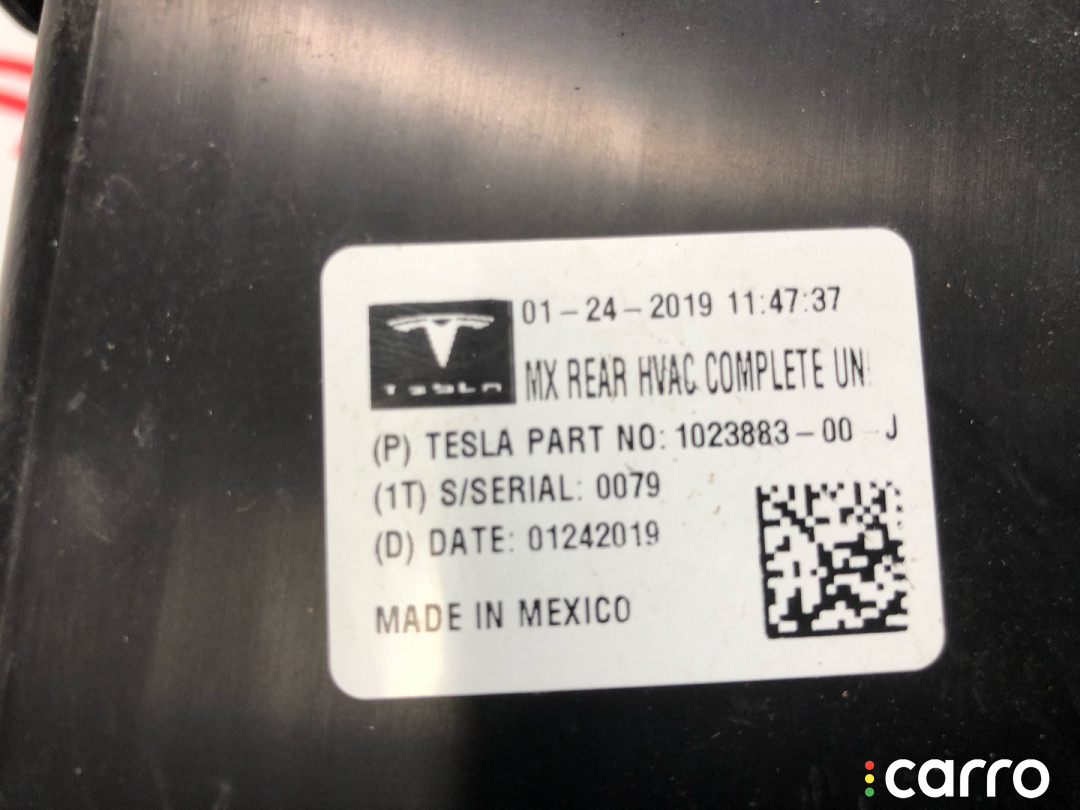 01-24-2019 11:47:37
TESLA
MX REAR HVAC COMPLETE UN
(P) TESLA PART NO: 1023883-00-J
(1T) S/SERIAL: 0079
(D) DATE: 01242019
MADE IN MEXICO
carro